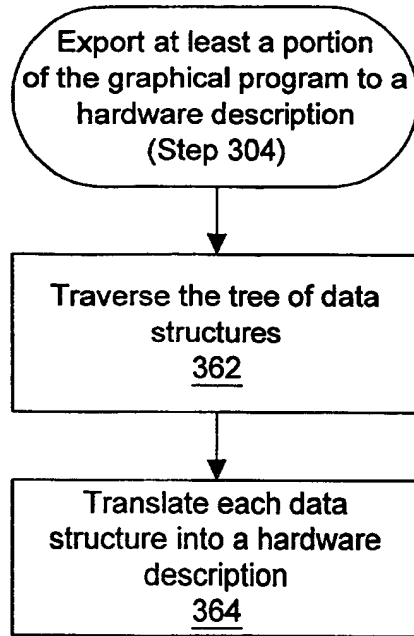 Export at least a portion
of the graphical program to a
hardware description
(Step 304)
Traverse the tree of data
structures
362
Translate each data
structure into a hardware
description
364